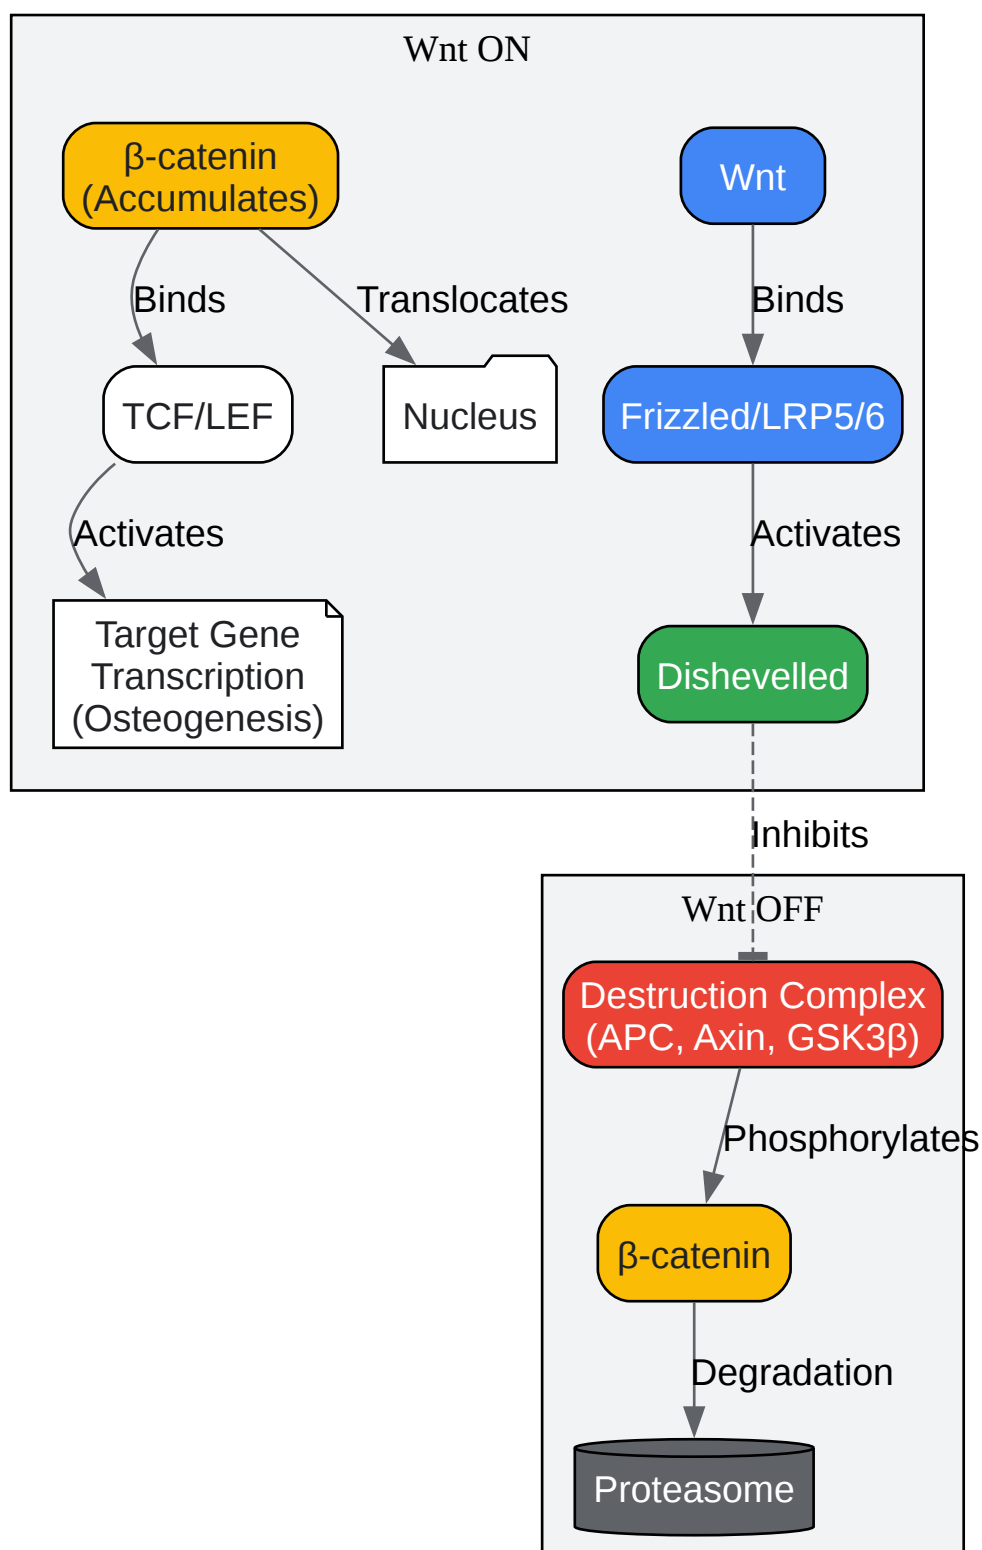 Wnt ON
β-catenin
(Accumulates)
Wnt
Binds
Translocates
Binds
TCF/LEF
Nucleus
Frizzled/LRP5/6
Activates
Activates
Target Gene
Transcription
(Osteogenesis)
Dishevelled
Inhibits
Wnt OFF
Destruction Complex
(APC, Axin, GSK3β)
Phosphorylates
β-catenin
Degradation
Proteasome